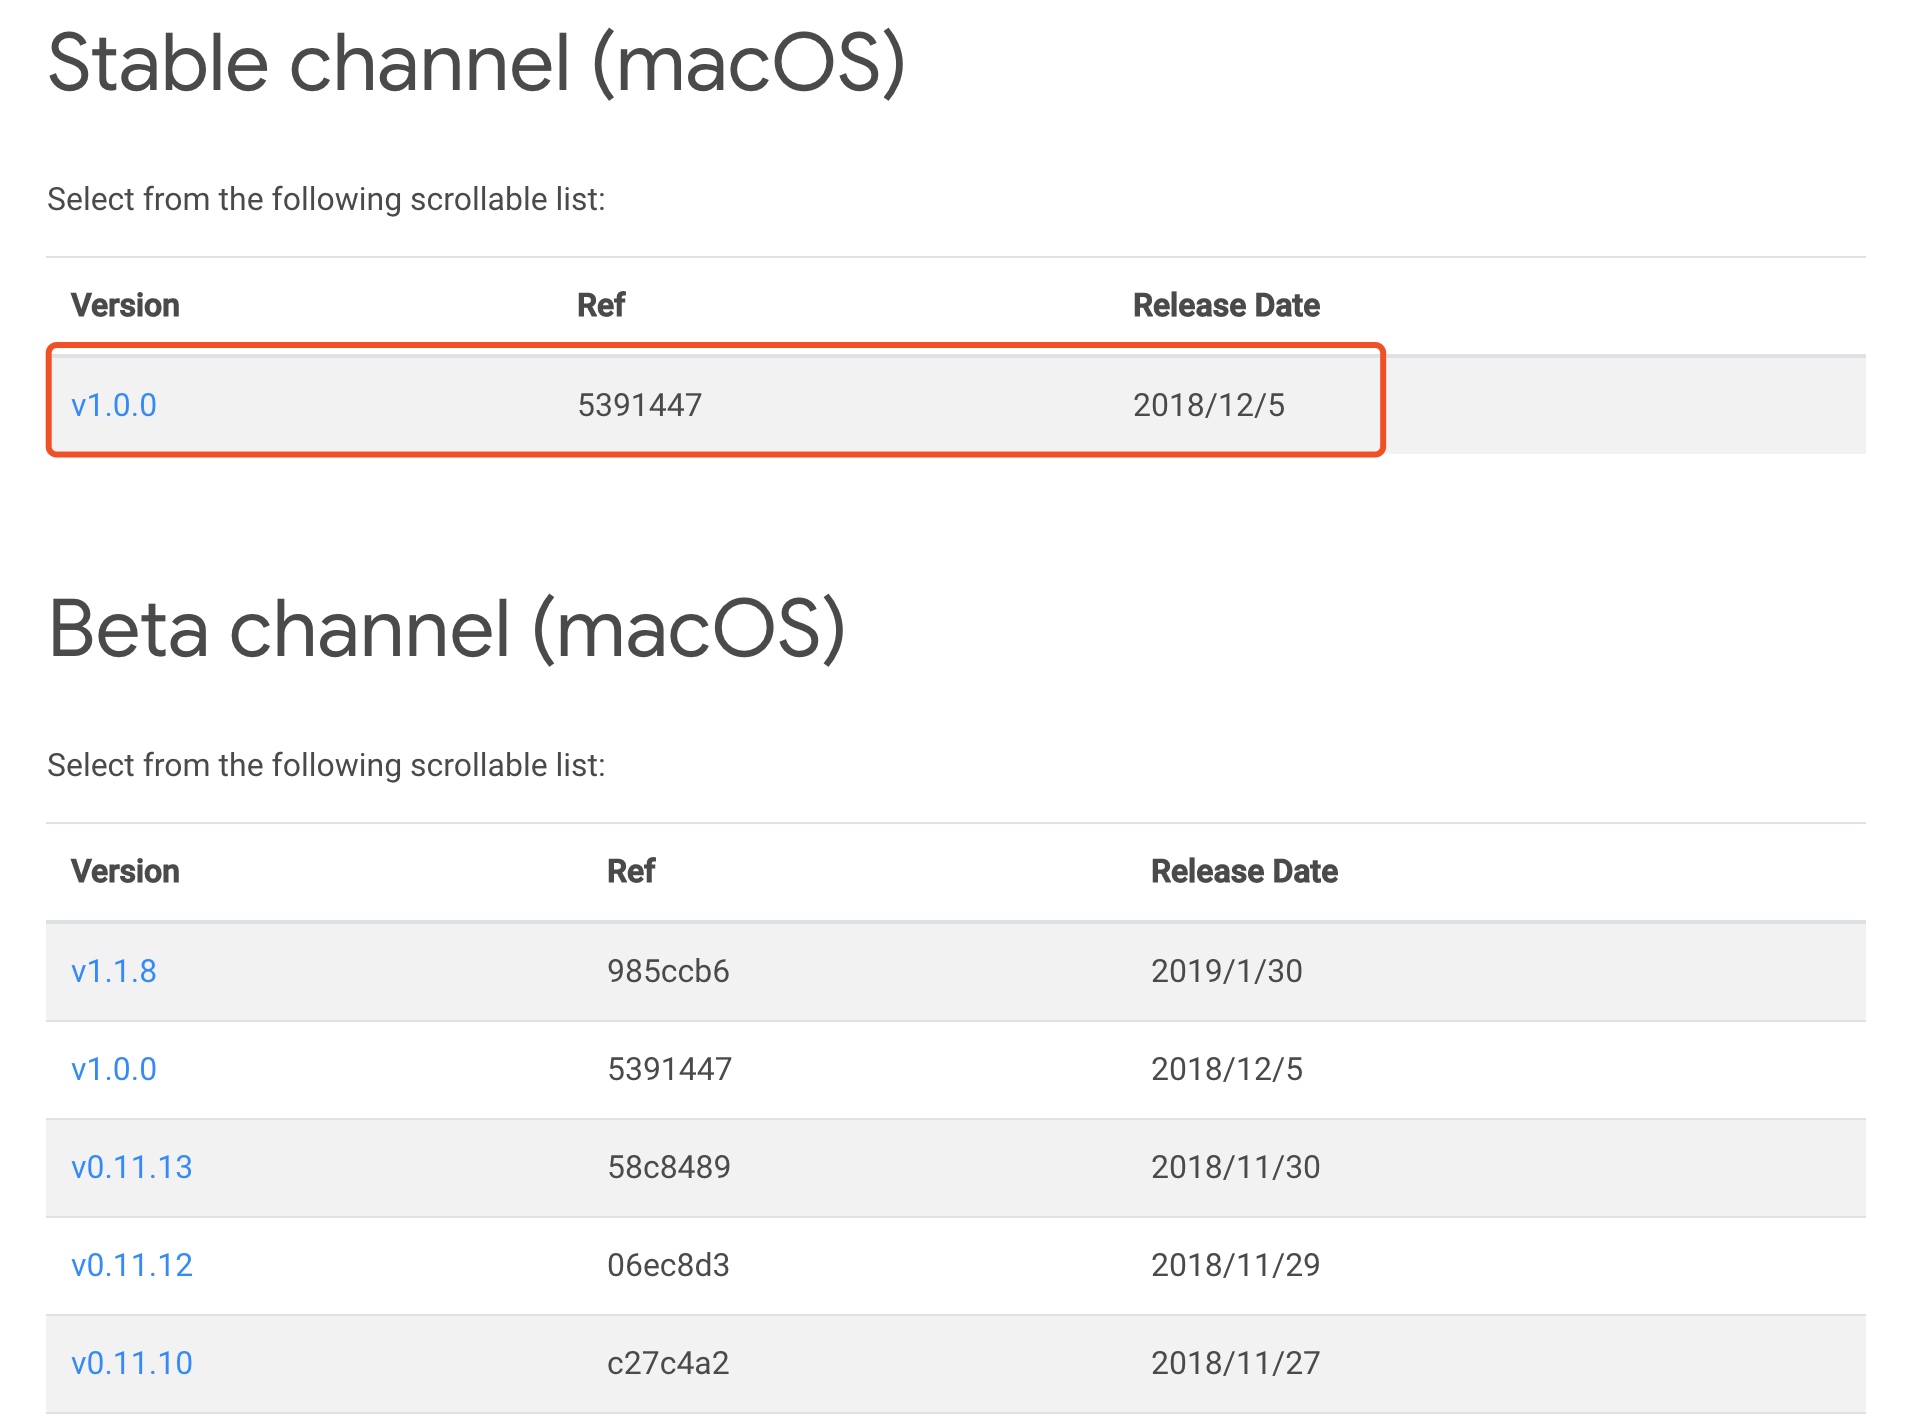 Stable channel (macOS)
Select from the following scrollable list:
Version Ref Release Date
v1.0.0 5391447 2018/12/5
Beta channel (macOS)
Select from the following scrollable list:
Version Ref Release Date
v1.1.8 985ccb6 2019/1/30
v1.0.0 5391447 2018/12/5
v0.11.13 58c8489 2018/11/30
v0.11.12 06ec8d3 2018/11/29
v0.11.10 c27c4a2 2018/11/27